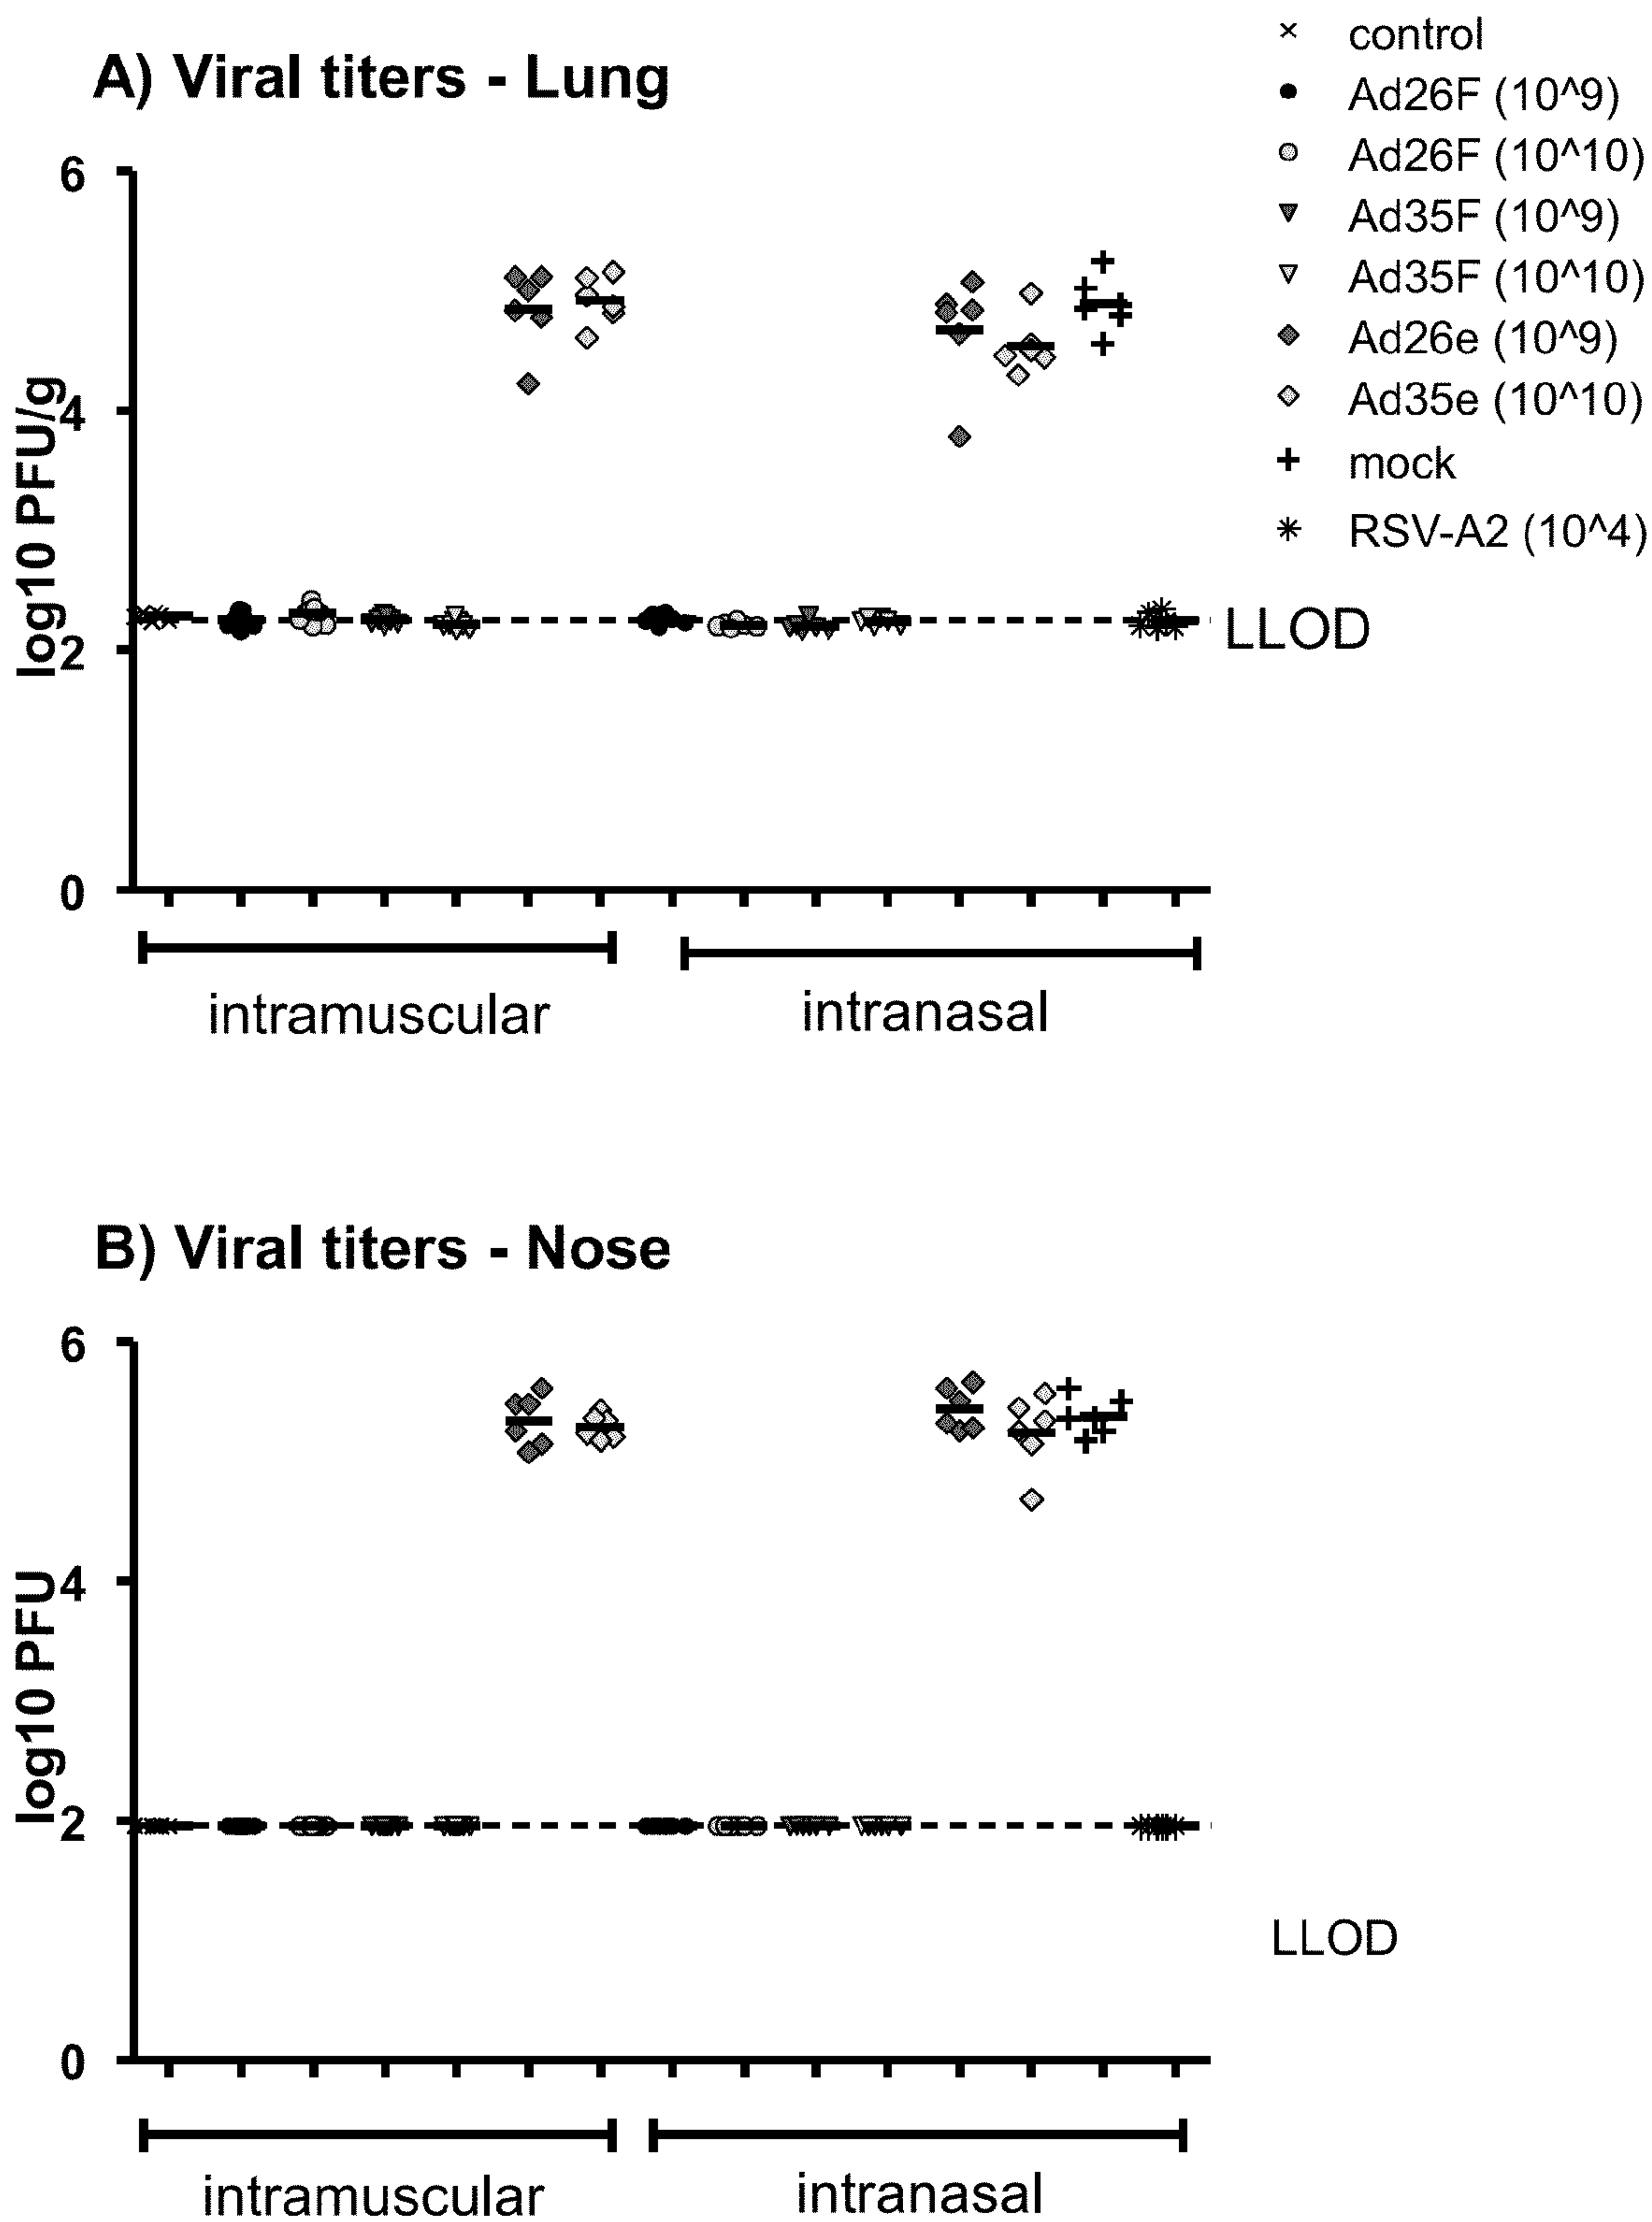 A) Viral titers - Lung
control
Ad26F (10^9)
Ad26F (10^10)
Ad35F (10^9)
Ad35F (10^10)
Ad26e (10^9)
Ad35e (10^10)
mock
RSV-A2 (10^4)
log10 PFU/g
6
4
2
0
LLOD
intramuscular
intranasal
B) Viral titers - Nose
log10 PFU
6
4
2
0
LLOD
intramuscular
intranasal